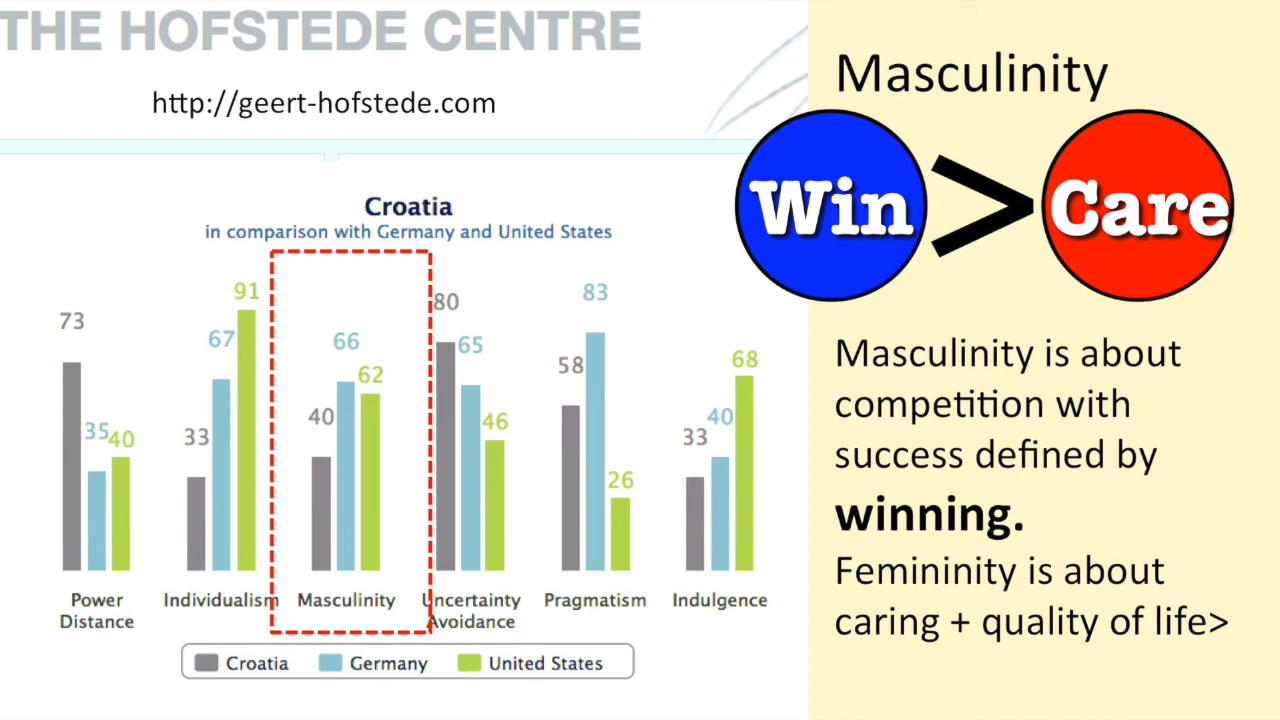 THE HOFSTEDE CENTRE
http://geert-hofstede.com
Croatia
in comparison with Germany and United States
73
35
40
33
67
91
40
66
62
80
65
46
58
83
26
33
40
68
Power Distance
Individualism
Masculinity
Uncertainty Avoidance
Pragmatism
Indulgence
Croatia
Germany
United States
Masculinity
Win > Care
Masculinity is about
competition with
success defined by
winning.
Femininity is about
caring + quality of life>